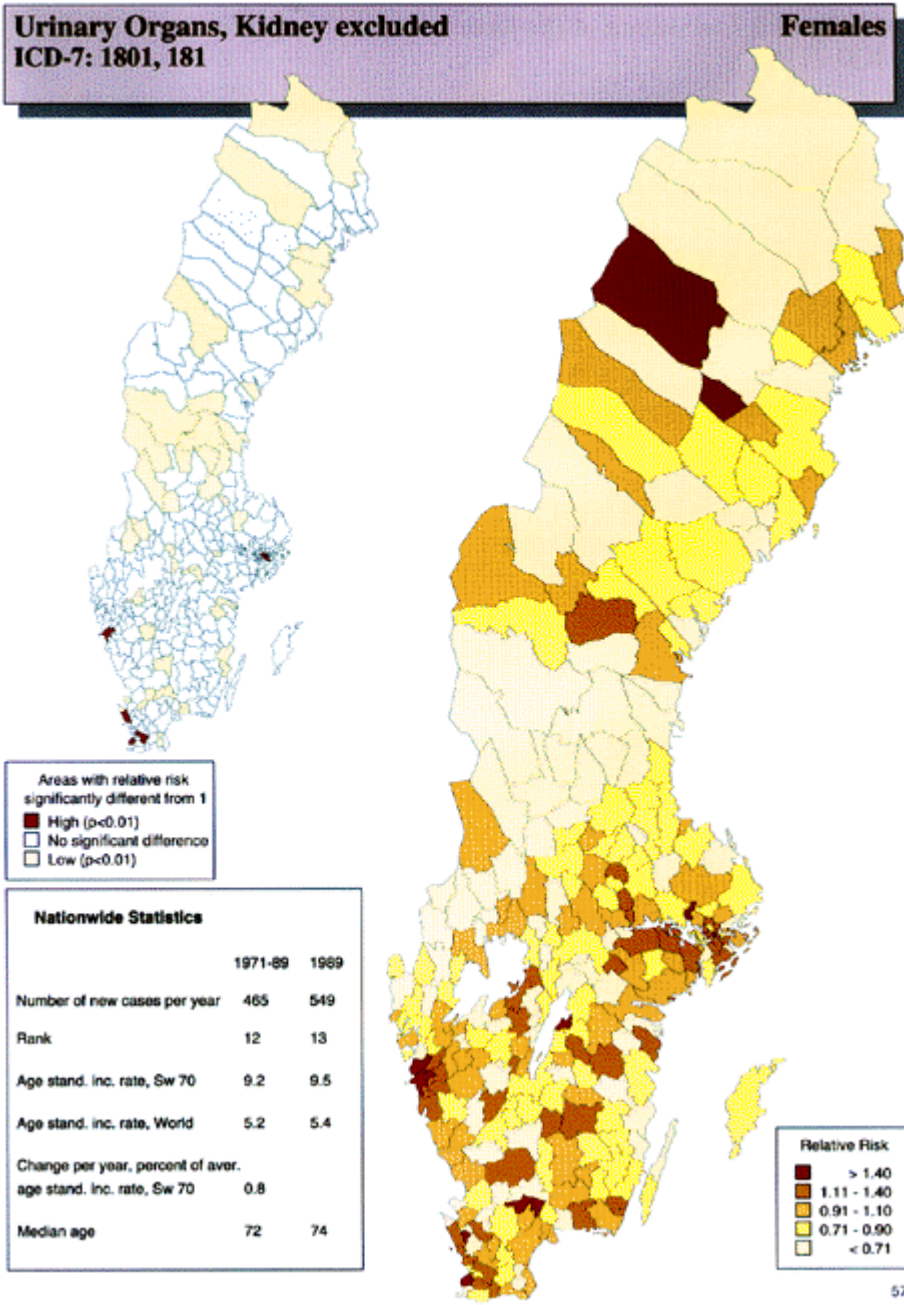 Urinary Organs, Kidney excluded Females
ICD-7: 1801, 181
Areas with relative risk
significantly different from 1
High (p<0.01)
No significant difference
Low (p<0.01)
Nationwide Statistics
1971-89 1989
Number of new cases per year 465 549
Rank 12 13
Age stand. inc. rate, Sw 70 9.2 9.5
Age stand. inc. rate, World 5.2 5.4
Change per year, percent of aver.
age stand. inc. rate, Sw 70 0.8
Median age 72 74
Relative Risk
> 1.40
1.11 - 1.40
0.91 - 1.10
0.71 - 0.90
< 0.71
57